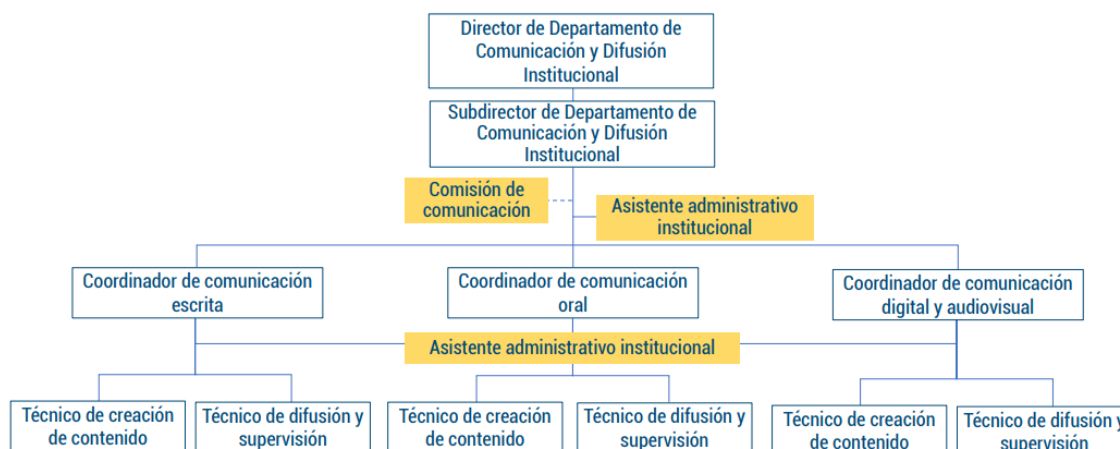 Director de Departamento de
Comunicación y Difusión
Institucional
Subdirector de Departamento de
Comunicación y Difusión
Institucional
Comisión de
comunicación
Asistente administrativo
institucional
Coordinador de comunicación
escrita
Coordinador de comunicación
oral
Coordinador de comunicación
digital y audiovisual
Asistente administrativo institucional
Técnico de creación
de contenido
Técnico de difusión y
supervisión
Técnico de creación
de contenido
Técnico de difusión y
supervisión
Técnico de creación
de contenido
Técnico de difusión y
supervisión